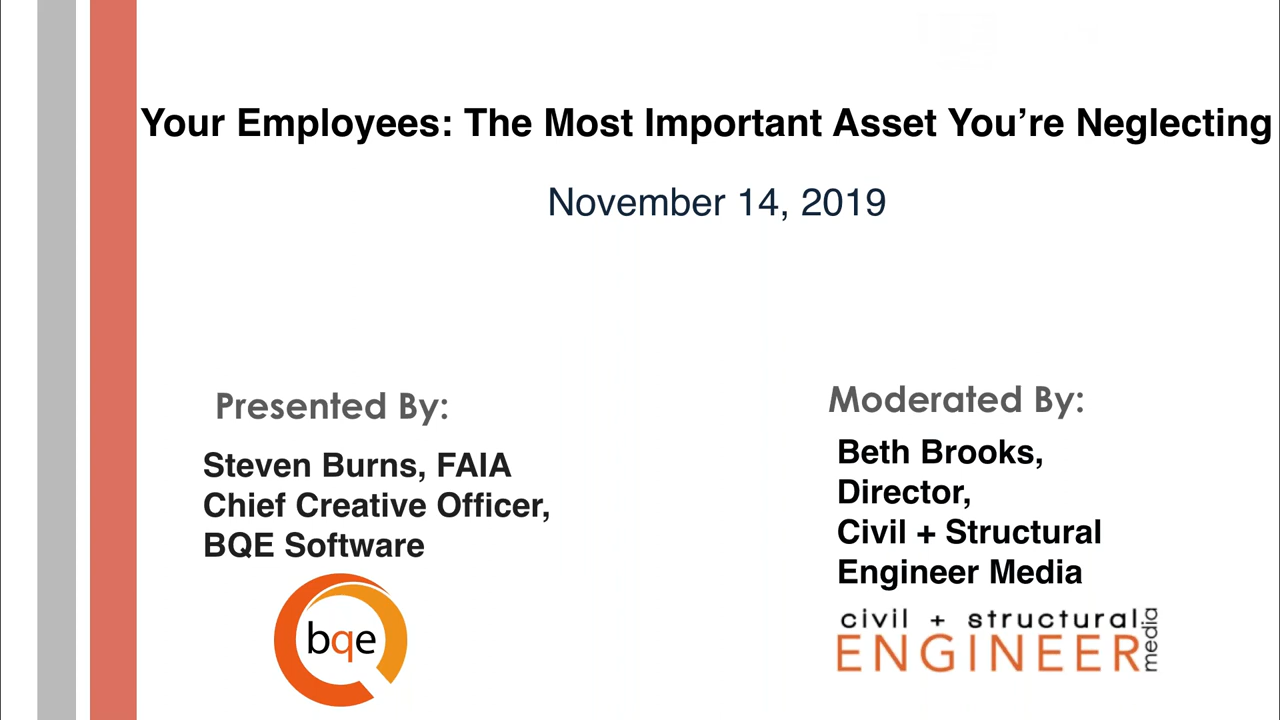 Your Employees: The Most Important Asset You’re Neglecting
November 14, 2019
Presented By:
Steven Burns, FAIA
Chief Creative Officer,
BQE Software
bqe
Moderated By:
Beth Brooks,
Director,
Civil + Structural
Engineer Media
civil + structural
ENGINEER
media